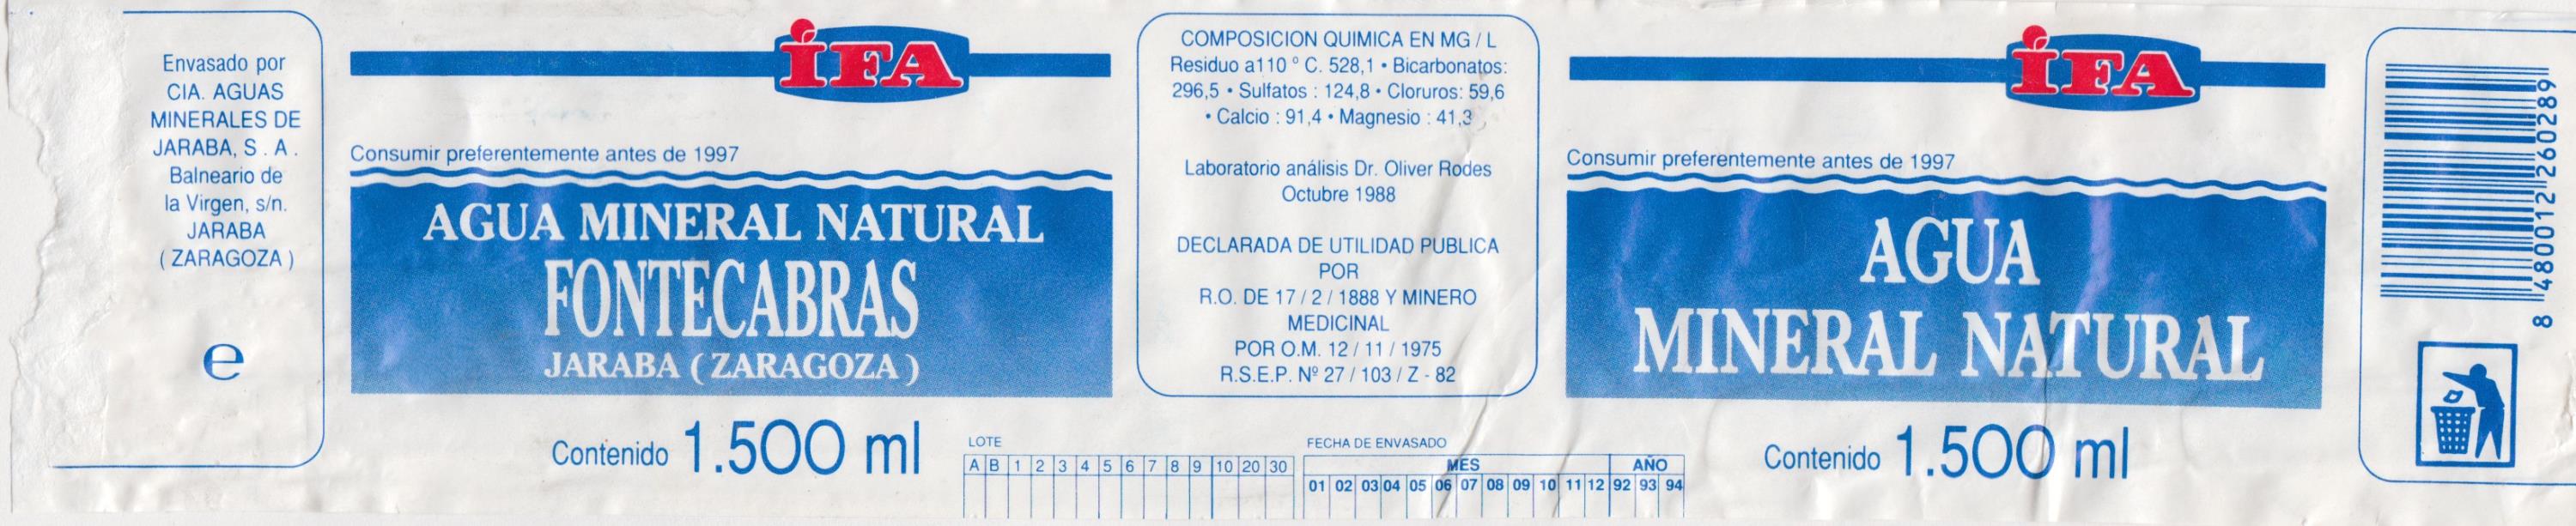 Envasado por
CIA. AGUAS
MINERALES DE
JARABA, S . A .
Balneario de
la Virgen, s/n.
JARABA
( ZARAGOZA )
e
IFA
Consumir preferentemente antes de 1997
AGUA MINERAL NATURAL
FONTECABRAS
JARABA ( ZARAGOZA )
Contenido 1.500 ml
LOTE
A B 1 2 3 4 5 6 7 8 9 10 20 30
COMPOSICION QUIMICA EN MG / L
Residuo a110 º C. 528,1 • Bicarbonatos:
296,5 • Sulfatos : 124,8 • Cloruros: 59,6
• Calcio : 91,4 • Magnesio : 41,3
Laboratorio análisis Dr. Oliver Rodes
Octubre 1988
DECLARADA DE UTILIDAD PUBLICA
POR
R.O. DE 17 / 2 / 1888 Y MINERO
MEDICINAL
POR O.M. 12 / 11 / 1975
R.S.E.P. Nº 27 / 103 / Z - 82
FECHA DE ENVASADO
MES AÑO
01 02 03 04 05 06 07 08 09 10 11 12 92 93 94
IFA
Consumir preferentemente antes de 1997
AGUA
MINERAL NATURAL
Contenido 1.500 ml
8 480012 260289